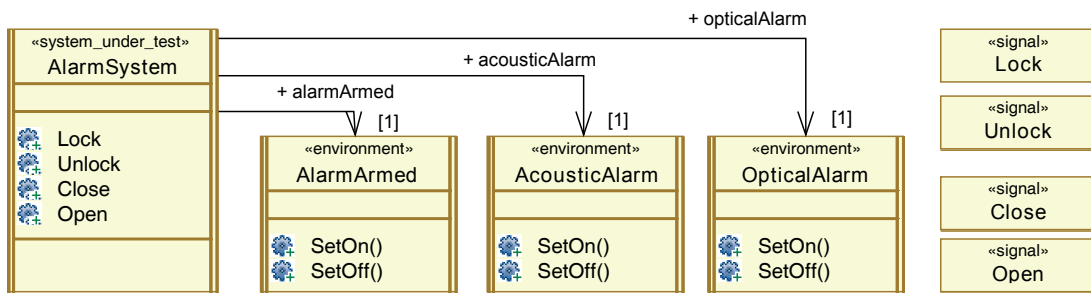 + opticalAlarm
«system_under_test»
AlarmSystem
+ acousticAlarm
+ alarmArmed
[1]
[1]
[1]
Lock
Unlock
Close
Open
«environment»
AlarmArmed
SetOn()
SetOff()
«environment»
AcousticAlarm
SetOn()
SetOff()
«environment»
OpticalAlarm
SetOn()
SetOff()
«signal»
Lock
«signal»
Unlock
«signal»
Close
«signal»
Open